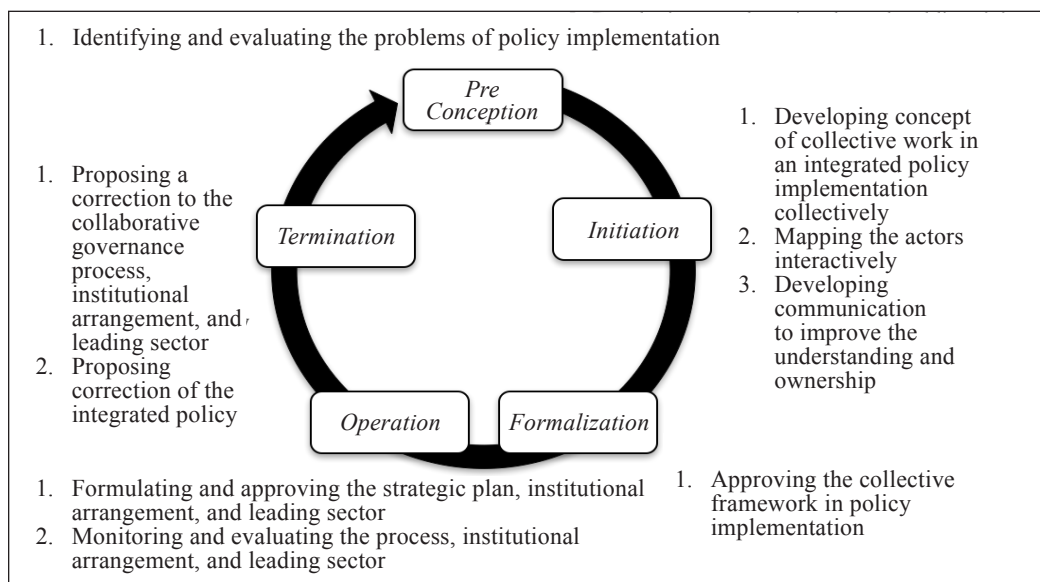 1. Identifying and evaluating the problems of policy implementation
Pre
Conception
1. Developing concept
of collective work in
an integrated policy
implementation
collectively
2. Mapping the actors
interactively
3. Developing
communication
to improve the
understanding and
ownership
Initiation
1. Proposing a
correction to the
collaborative
governance
process,
institutional
arrangement, and
leading sector
2. Proposing
correction of the
integrated policy
Termination
Operation
Formalization
1. Formulating and approving the strategic plan, institutional
arrangement, and leading sector
2. Monitoring and evaluating the process, institutional
arrangement, and leading sector
1. Approving the collective
framework in policy
implementation